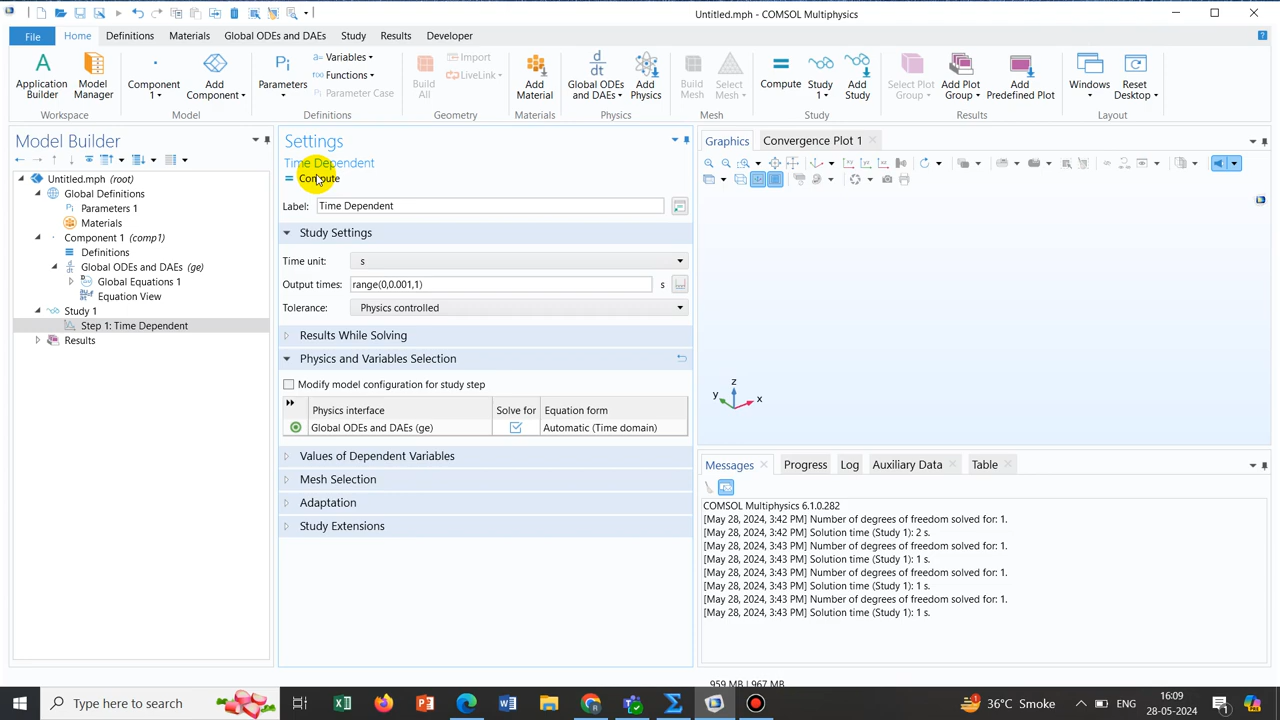 Untitled.mph - COMSOL Multiphysics
File
Home
Definitions
Materials
Global ODEs and DAEs
Study
Results
Developer
Application
Builder
Model
Manager
Workspace
Component
1
Add
Component
Model
Pi
Parameters
a= Variables
f(x) Functions
Pi Parameter Case
Definitions
Build
All
Import
LiveLink
Geometry
Add
Material
Materials
d
dt
Global ODEs
and DAEs
Add
Physics
Physics
Build
Mesh
Select
Mesh
Mesh
Compute
Study
1
Add
Study
Study
Select Plot
Group
Add Plot
Group
Add
Predefined Plot
Results
Windows
Reset
Desktop
Layout
Model Builder
Untitled.mph (root)
Global Definitions
Pi Parameters 1
Materials
Component 1 (comp1)
Definitions
Global ODEs and DAEs (ge)
Global Equations 1
Equation View
Study 1
Step 1: Time Dependent
Results
Settings
Time Dependent
Compute
Label: Time Dependent
Study Settings
Time unit: s
Output times: range(0,0.001,1) s
Tolerance: Physics controlled
Results While Solving
Physics and Variables Selection
Modify model configuration for study step
Physics interface Solve for Equation form
Global ODEs and DAEs (ge) Automatic (Time domain)
Values of Dependent Variables
Mesh Selection
Adaptation
Study Extensions
Graphics Convergence Plot 1
z
y
x
Messages Progress Log Auxiliary Data Table
COMSOL Multiphysics 6.1.0.282
[May 28, 2024, 3:42 PM] Number of degrees of freedom solved for: 1.
[May 28, 2024, 3:42 PM] Solution time (Study 1): 2 s.
[May 28, 2024, 3:43 PM] Number of degrees of freedom solved for: 1.
[May 28, 2024, 3:43 PM] Solution time (Study 1): 1 s.
[May 28, 2024, 3:43 PM] Number of degrees of freedom solved for: 1.
[May 28, 2024, 3:43 PM] Solution time (Study 1): 1 s.
[May 28, 2024, 3:43 PM] Number of degrees of freedom solved for: 1.
[May 28, 2024, 3:43 PM] Solution time (Study 1): 1 s.
959 MB | 967 MB
Type here to search
36°C Smoke
ENG
16:09
28-05-2024